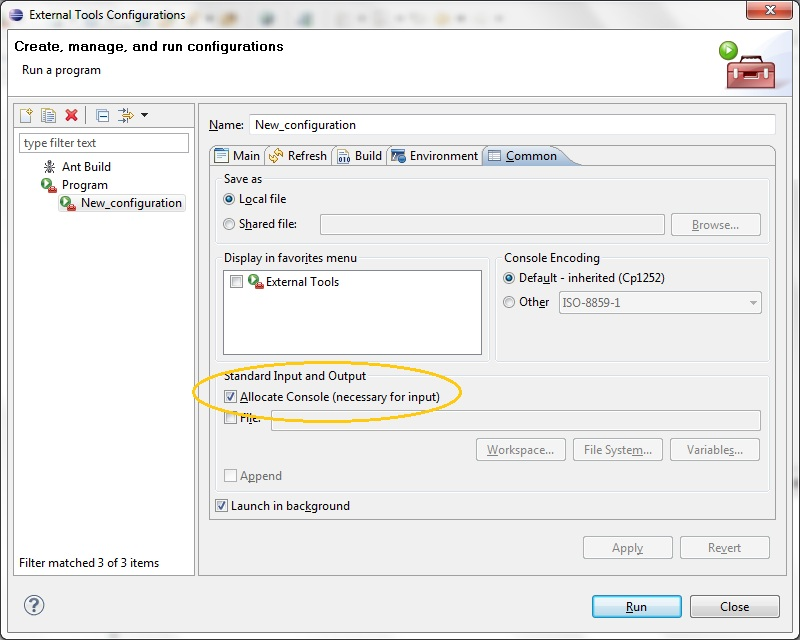 External Tools Configurations
Create, manage, and run configurations
Run a program
type filter text
Ant Build
Program
New_configuration
Filter matched 3 of 3 items
Name: New_configuration
Main Refresh Build Environment Common
Save as
Local file
Shared file: Browse...
Display in favorites menu
External Tools
Console Encoding
Default - inherited (Cp1252)
Other ISO-8859-1
Standard Input and Output
Allocate Console (necessary for input)
File:
Workspace... File System... Variables...
Append
Launch in background
Apply Revert
? Run Close